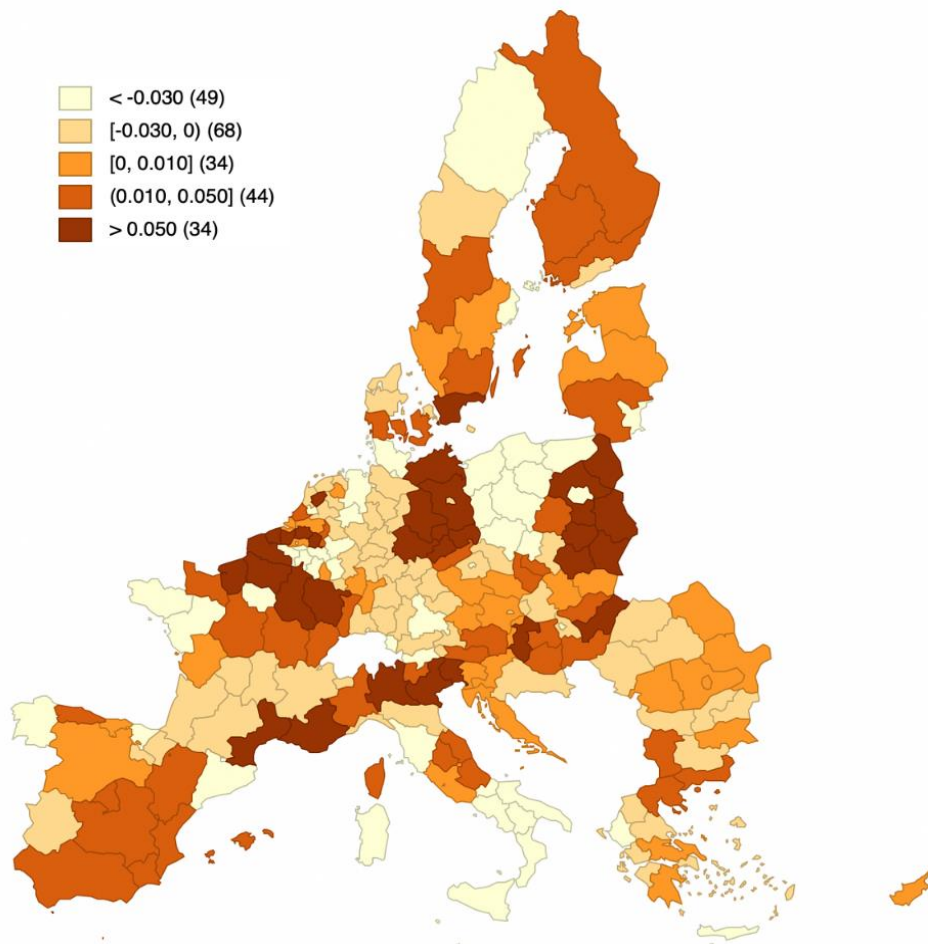 < -0.030 (49)
[-0.030, 0) (68)
[0, 0.010] (34)
(0.010, 0.050] (44)
> 0.050 (34)